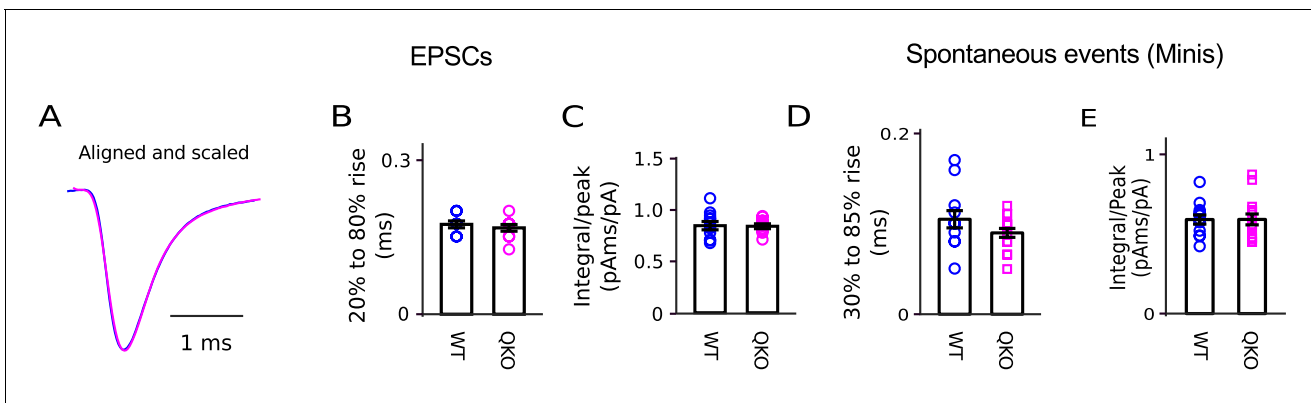 EPSCs
Spontaneous events (Minis)
A
Aligned and scaled
1 ms
B
20% to 80% rise
(ms)
0.3
0
WT
QKO
C
Integral/peak
(pAms/pA)
1.5
1.0
0.5
0
WT
QKO
D
30% to 85% rise
(ms)
0.2
0
WT
QKO
E
Integral/Peak
(pAms/pA)
1
0
WT
QKO